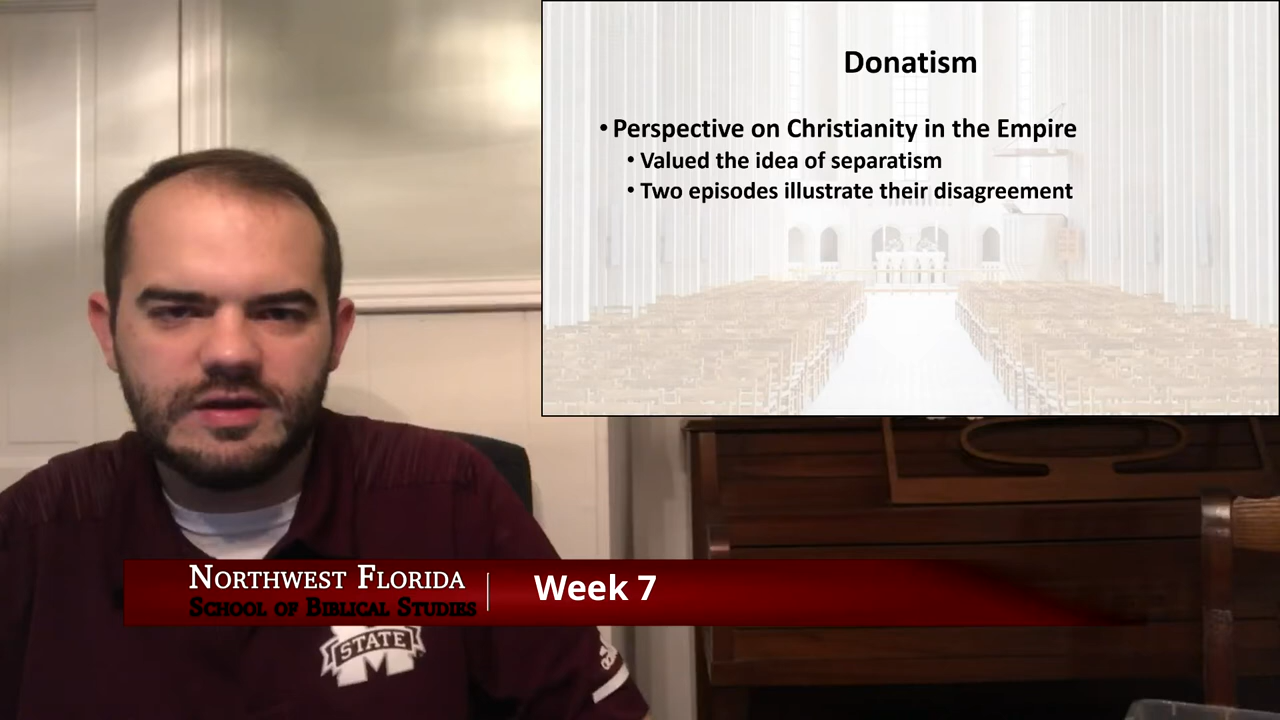 Donatism
• Perspective on Christianity in the Empire
• Valued the idea of separatism
• Two episodes illustrate their disagreement
Northwest Florida
School of Biblical Studies
Week 7
STATE